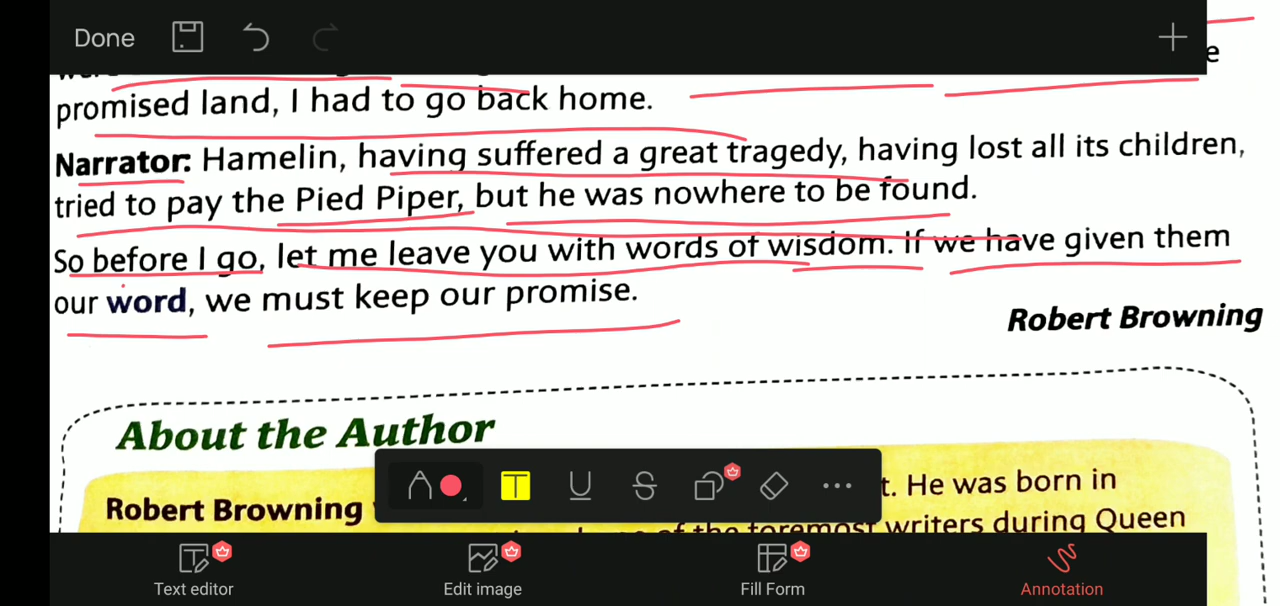 Done
e
promised land, I had to go back home.
Narrator: Hamelin, having suffered a great tragedy, having lost all its children,
tried to pay the Pied Piper, but he was nowhere to be found.
So before I go, let me leave you with words of wisdom. If we have given them
our word, we must keep our promise.
Robert Browning
About the Author
T U S
t. He was born in
Robert Browning
of the foremost writers during Queen
Text editor Edit image Fill Form Annotation